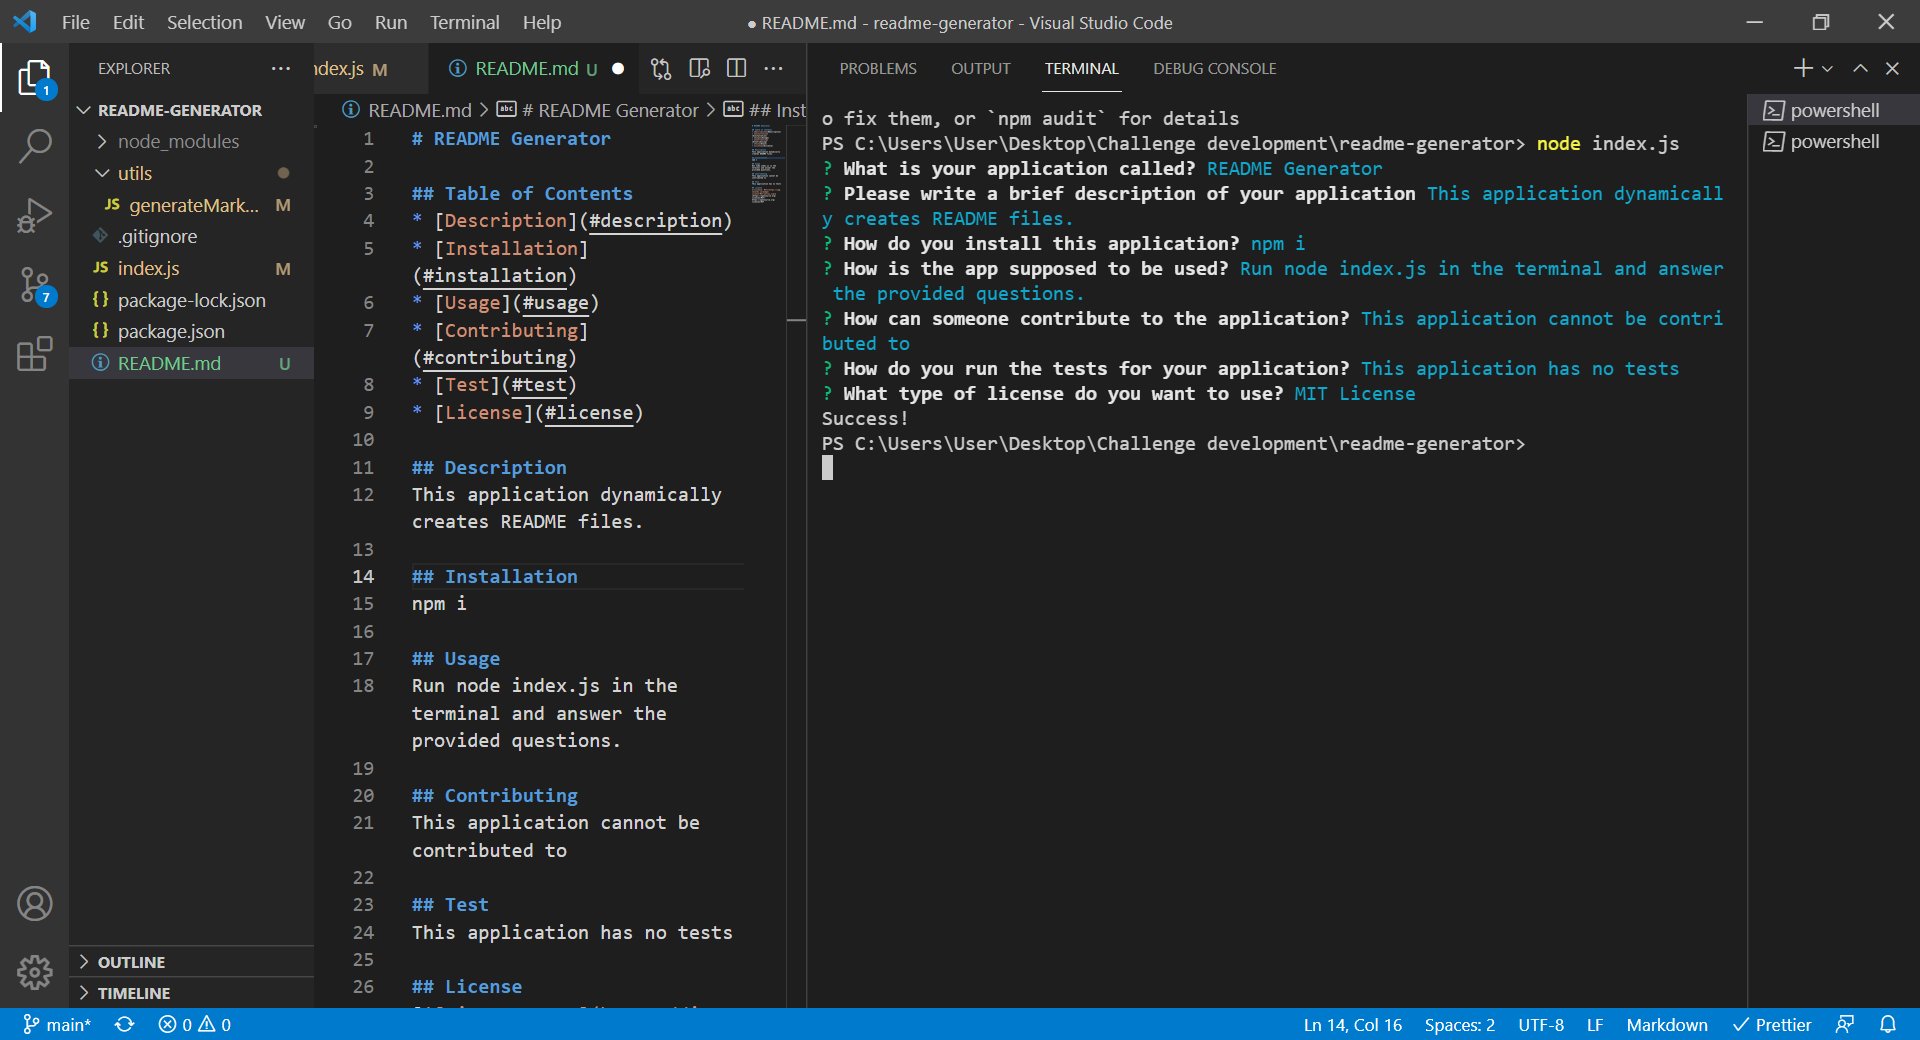 File Edit Selection View Go Run Terminal Help
● README.md - readme-generator - Visual Studio Code
1
7
EXPLORER
README-GENERATOR
node_modules
utils
JS generateMark... M
.gitignore
JS index.js M
{} package-lock.json
{} package.json
README.md U
OUTLINE
TIMELINE
ndex.js M
README.md U
README.md > # README Generator > ## Inst
1 # README Generator
2
3 ## Table of Contents
4 * [Description](#description)
5 * [Installation]
(#installation)
6 * [Usage](#usage)
7 * [Contributing]
(#contributing)
8 * [Test](#test)
9 * [License](#license)
10
11 ## Description
12 This application dynamically
creates README files.
13
14 ## Installation
15 npm i
16
17 ## Usage
18 Run node index.js in the
terminal and answer the
provided questions.
19
20 ## Contributing
21 This application cannot be
contributed to
22
23 ## Test
24 This application has no tests
25
26 ## License
PROBLEMS OUTPUT TERMINAL DEBUG CONSOLE
o fix them, or `npm audit` for details
PS C:\Users\User\Desktop\Challenge development\readme-generator> node index.js
? What is your application called? README Generator
? Please write a brief description of your application This application dynamicall
y creates README files.
? How do you install this application? npm i
? How is the app supposed to be used? Run node index.js in the terminal and answer
the provided questions.
? How can someone contribute to the application? This application cannot be contri
buted to
? How do you run the tests for your application? This application has no tests
? What type of license do you want to use? MIT License
Success!
PS C:\Users\User\Desktop\Challenge development\readme-generator>
powershell
powershell
main* 0 0
Ln 14, Col 16 Spaces: 2 UTF-8 LF Markdown Prettier